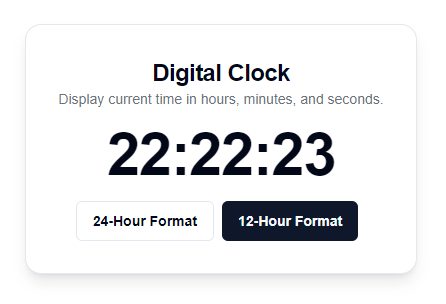 Digital Clock
Display current time in hours, minutes, and seconds.
22:22:23
24-Hour Format 12-Hour Format